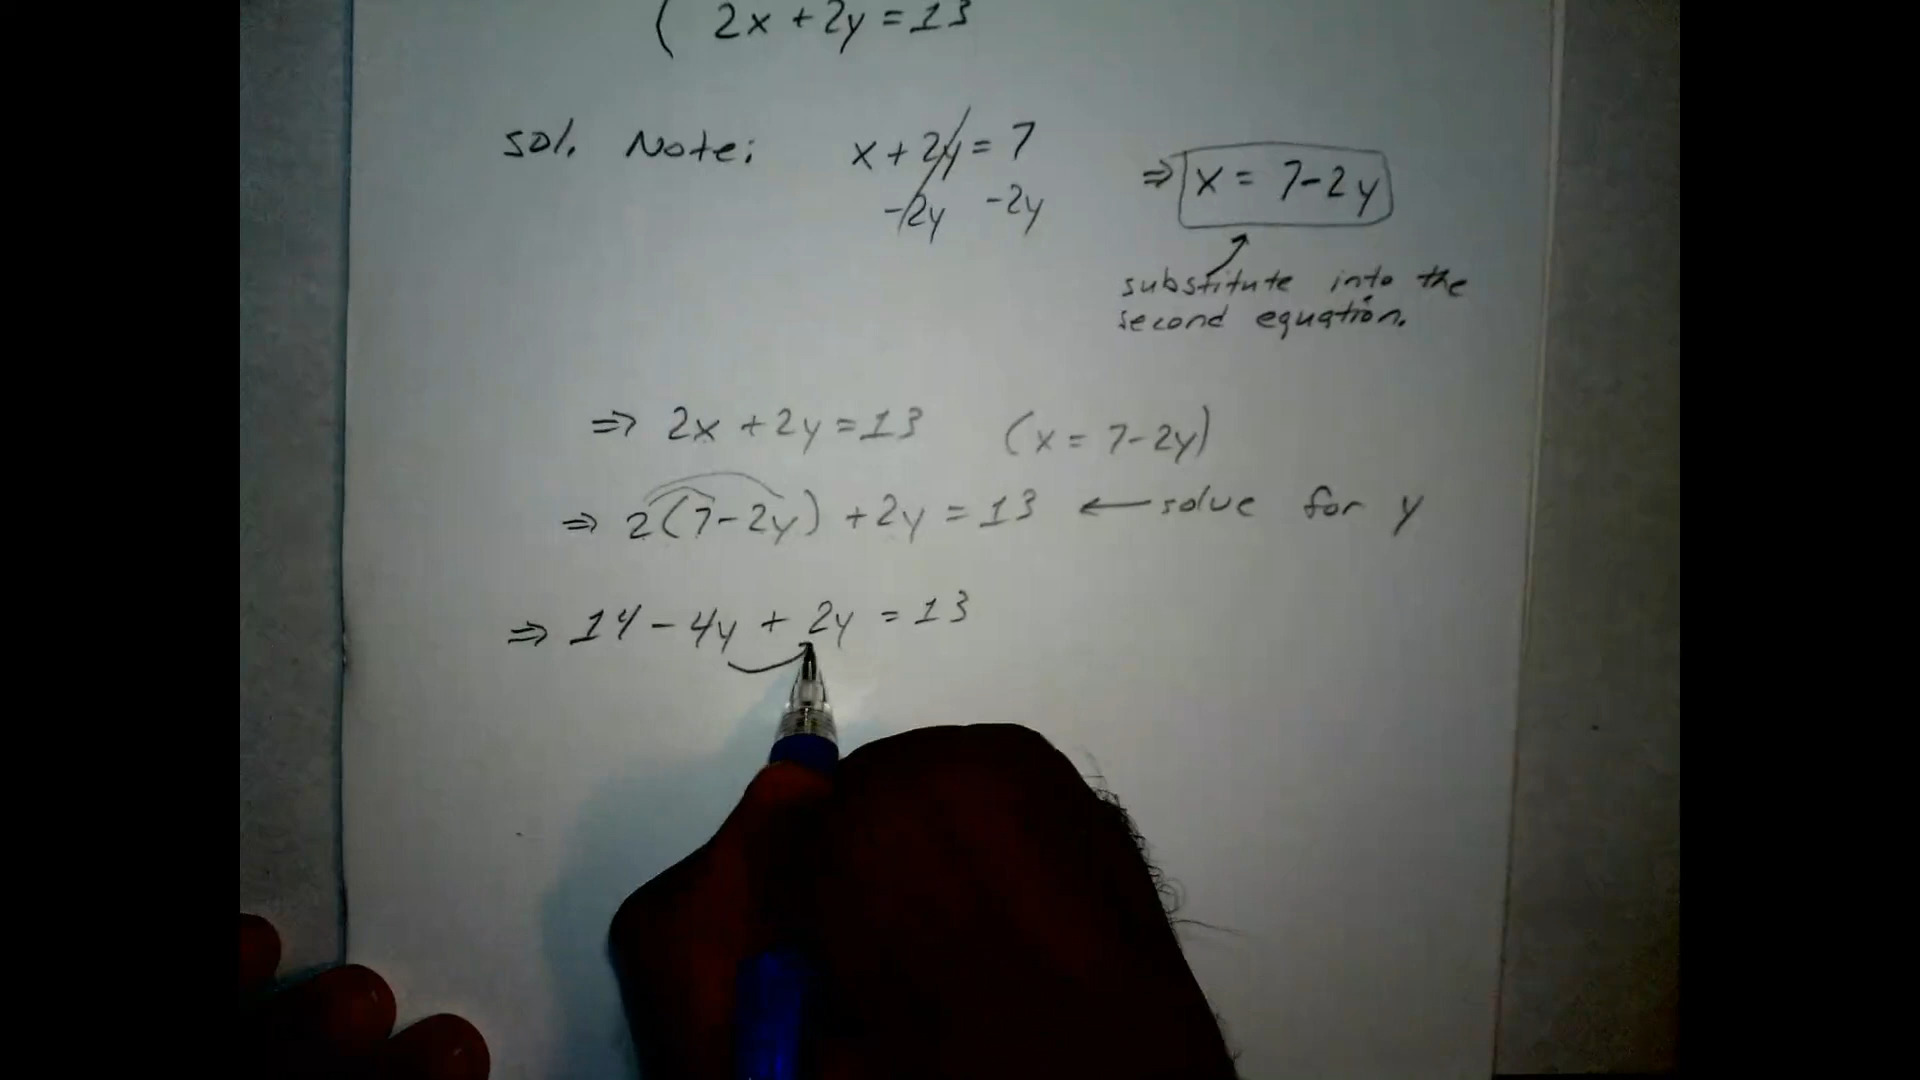 ( 2x + 2y = 13
sol. Note: x + 2y = 7 ⇒ x = 7-2y
-2y -2y
substitute into the
second equation.
⇒ 2x + 2y = 13 (x = 7-2y)
⇒ 2(7-2y) + 2y = 13 ← solve for y
⇒ 14 - 4y + 2y = 13